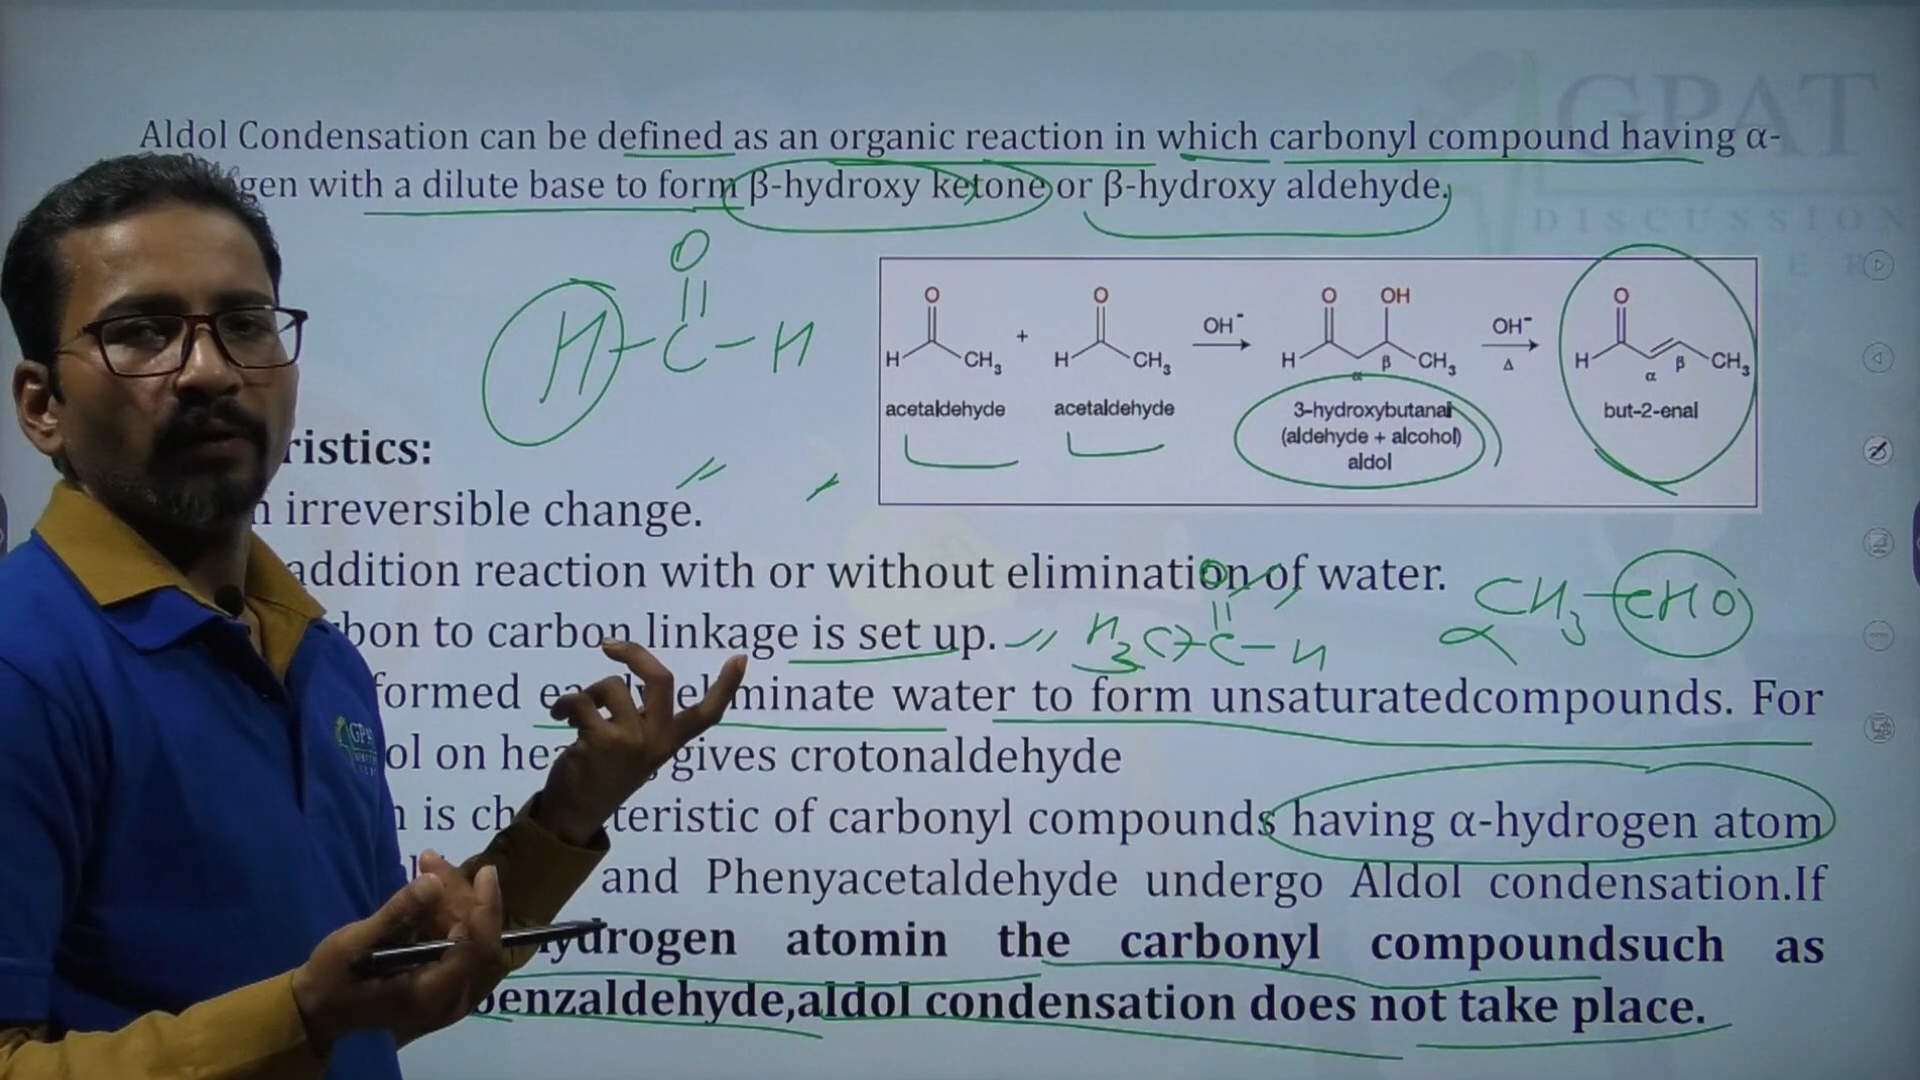 Aldol Condensation can be defined as an organic reaction in which carbonyl compound having α-
gen with a dilute base to form β-hydroxy ketone or β-hydroxy aldehyde.
GPAT
DISCUSSION
O
H-C-H
O O O OH O
+ OH⁻ OH⁻
H CH₃ H CH₃ H β CH₃ Δ H β CH₃
α α
acetaldehyde acetaldehyde 3-hydroxybutanal but-2-enal
(aldehyde + alcohol)
aldol
ristics:
irreversible change.
addition reaction with or without elimination of water.
CH₃-CHO
α
O
bon to carbon linkage is set up. H₃C-C-H
formed minate water to form unsaturatedcompounds. For
ol on gives crotonaldehyde
is teristic of carbonyl compounds having α-hydrogen atom
and Phenyacetaldehyde undergo Aldol condensation.If
ydrogen atomin the carbonyl compoundsuch as
benzaldehyde,aldol condensation does not take place.